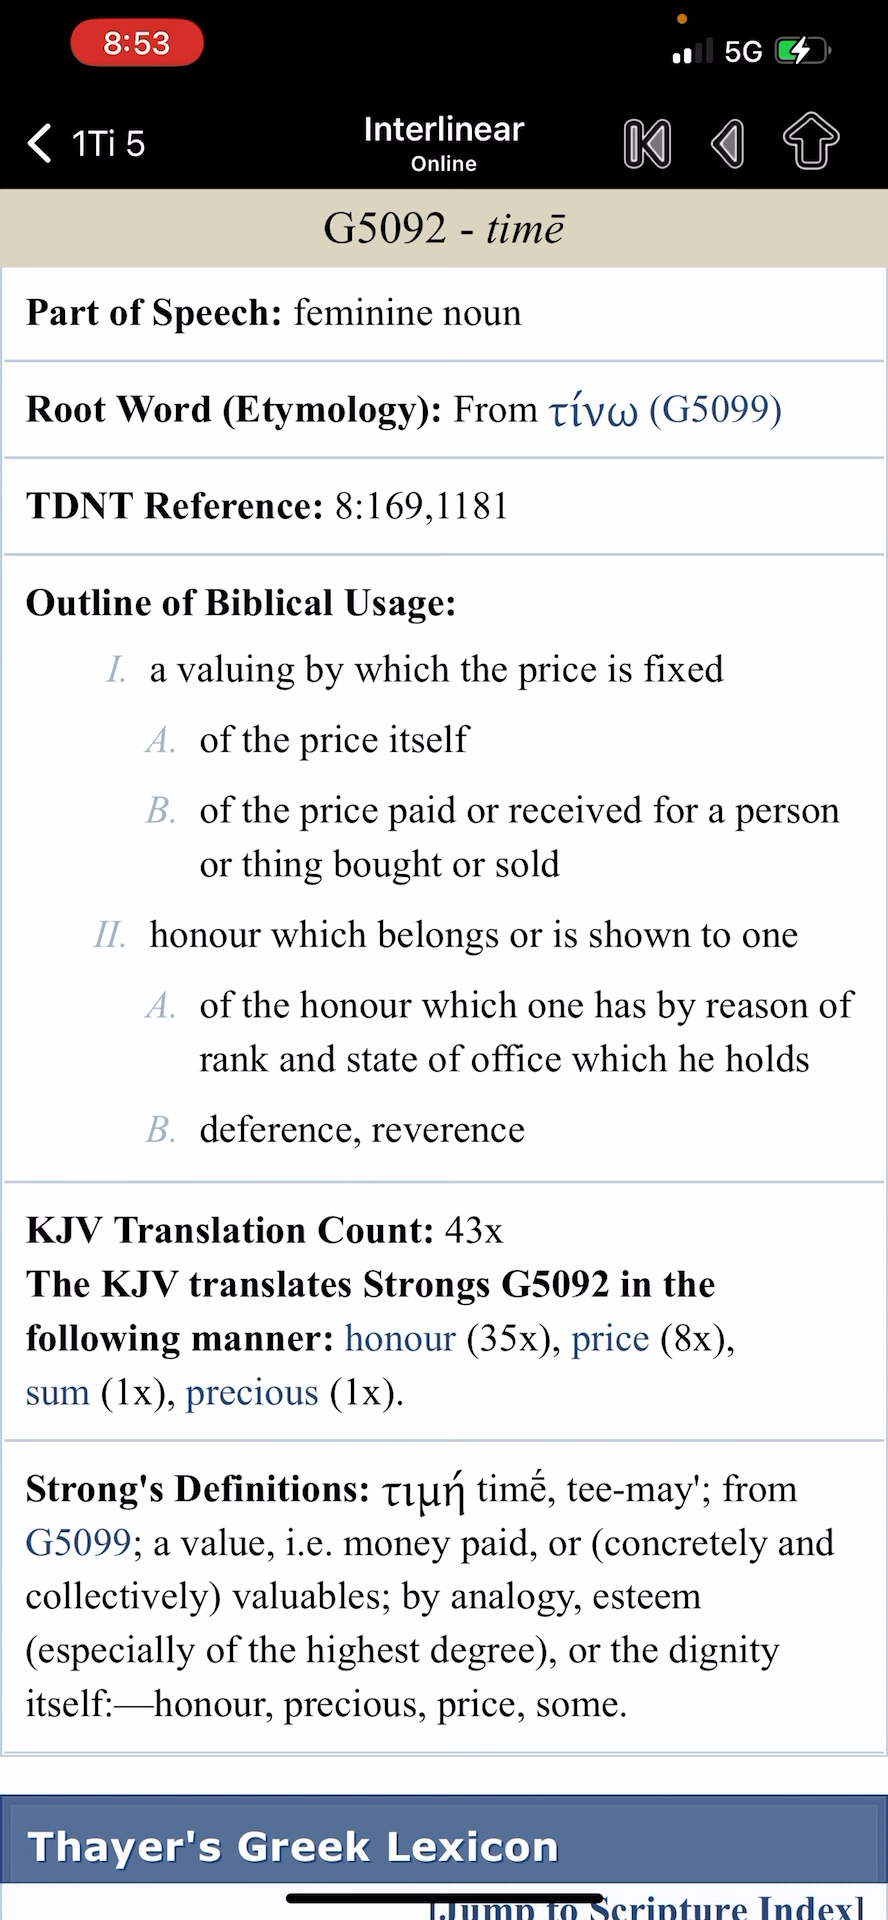 8:53
5G
1Ti 5
Interlinear
Online
G5092 - timē
Part of Speech: feminine noun
Root Word (Etymology): From τίνω (G5099)
TDNT Reference: 8:169,1181
Outline of Biblical Usage:
I. a valuing by which the price is fixed
A. of the price itself
B. of the price paid or received for a person
or thing bought or sold
II. honour which belongs or is shown to one
A. of the honour which one has by reason of
rank and state of office which he holds
B. deference, reverence
KJV Translation Count: 43x
The KJV translates Strongs G5092 in the
following manner: honour (35x), price (8x),
sum (1x), precious (1x).
Strong's Definitions: τιμή timḗ, tee-may'; from
G5099; a value, i.e. money paid, or (concretely and
collectively) valuables; by analogy, esteem
(especially of the highest degree), or the dignity
itself:—honour, precious, price, some.
Thayer's Greek Lexicon
[Jump to Scripture Index]